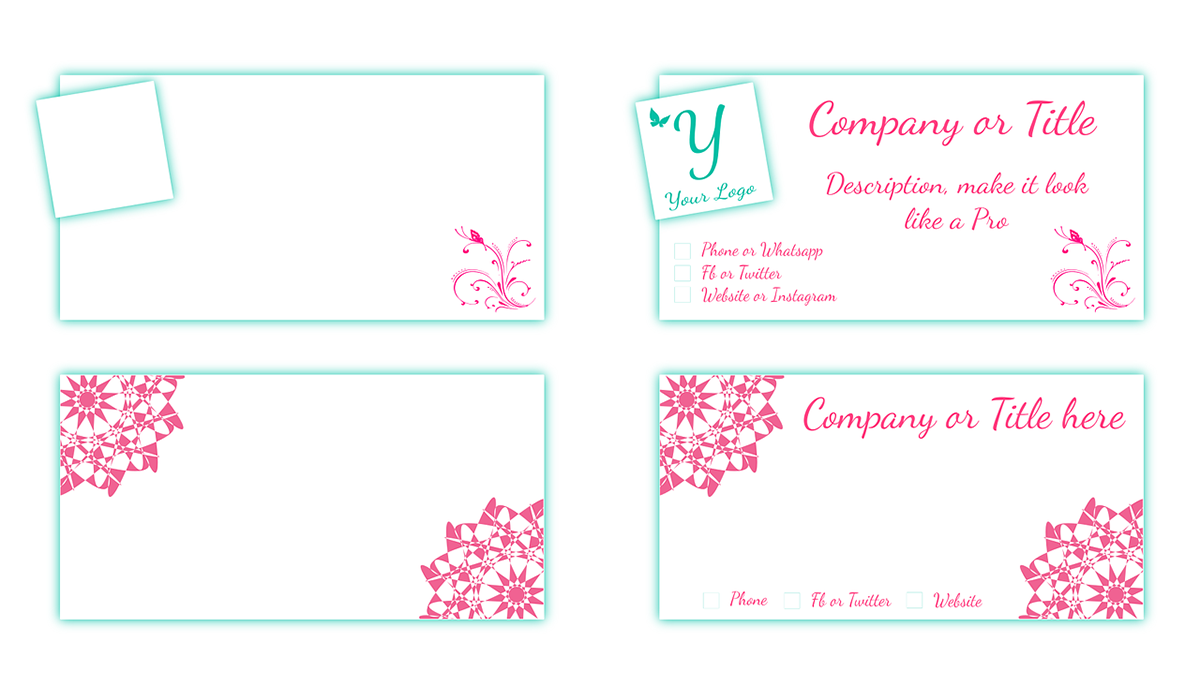 Company or Title
Y
Your Logo
Description, make it look
like a Pro
Phone or Whatsapp
Fb or Twitter
Website or Instagram
Company or Title here
Phone
Fb or Twitter
Website